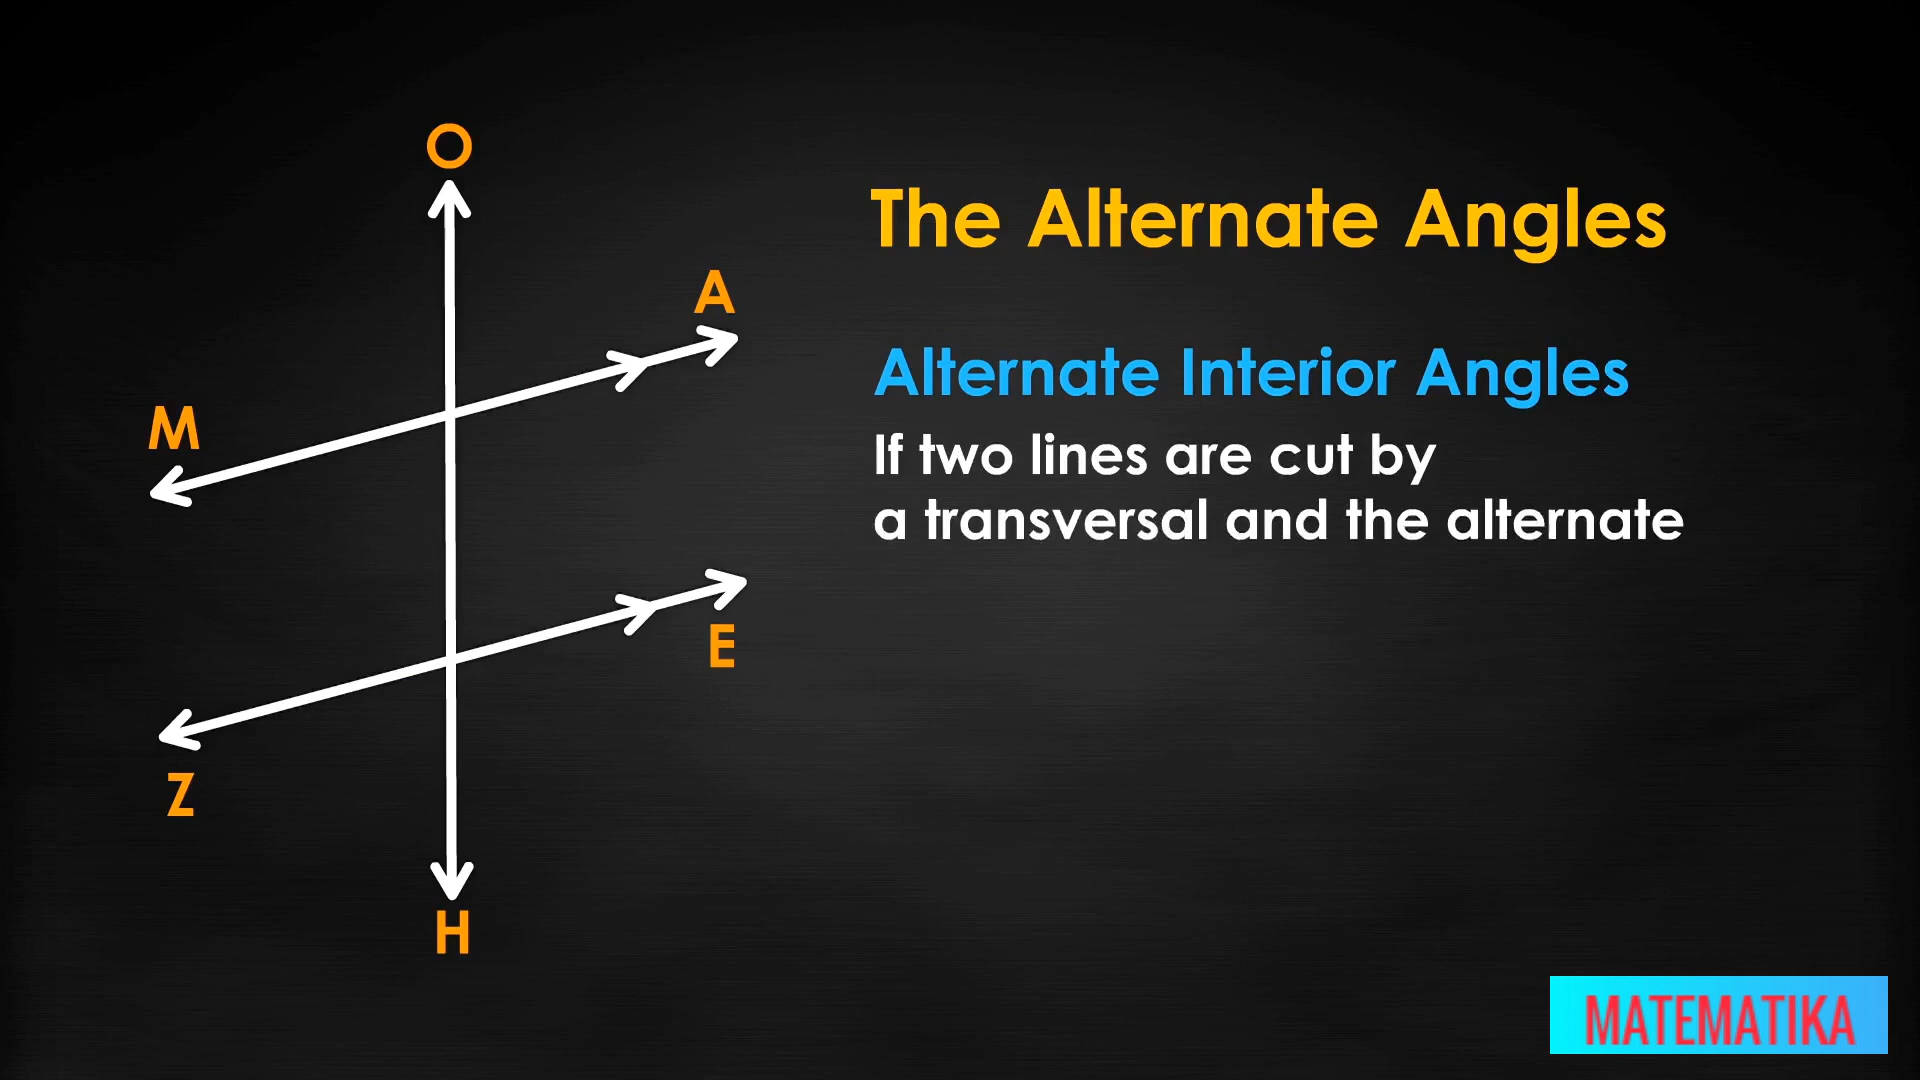 O
A
M
E
Z
H
The Alternate Angles
Alternate Interior Angles
If two lines are cut by
a transversal and the alternate
MATEMATIKA